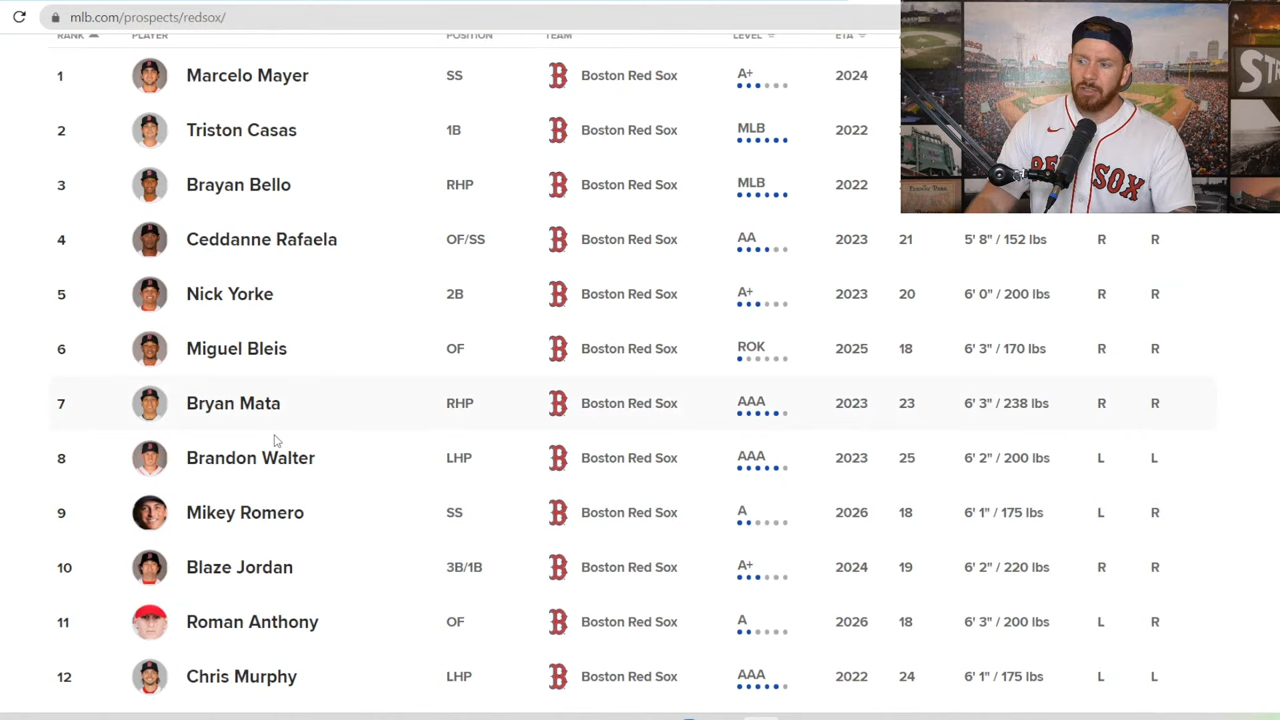 mlb.com/prospects/redsox/
RANK PLAYER POSITION TEAM LEVEL ETA
1 Marcelo Mayer SS Boston Red Sox A+ 2024
2 Triston Casas 1B Boston Red Sox MLB 2022
3 Brayan Bello RHP Boston Red Sox MLB 2022
4 Ceddanne Rafaela OF/SS Boston Red Sox AA 2023 21 5' 8" / 152 lbs R R
5 Nick Yorke 2B Boston Red Sox A+ 2023 20 6' 0" / 200 lbs R R
6 Miguel Bleis OF Boston Red Sox ROK 2025 18 6' 3" / 170 lbs R R
7 Bryan Mata RHP Boston Red Sox AAA 2023 23 6' 3" / 238 lbs R R
8 Brandon Walter LHP Boston Red Sox AAA 2023 25 6' 2" / 200 lbs L L
9 Mikey Romero SS Boston Red Sox A 2026 18 6' 1" / 175 lbs L R
10 Blaze Jordan 3B/1B Boston Red Sox A+ 2024 19 6' 2" / 220 lbs R R
11 Roman Anthony OF Boston Red Sox A 2026 18 6' 3" / 200 lbs L R
12 Chris Murphy LHP Boston Red Sox AAA 2022 24 6' 1" / 175 lbs L L
SOX